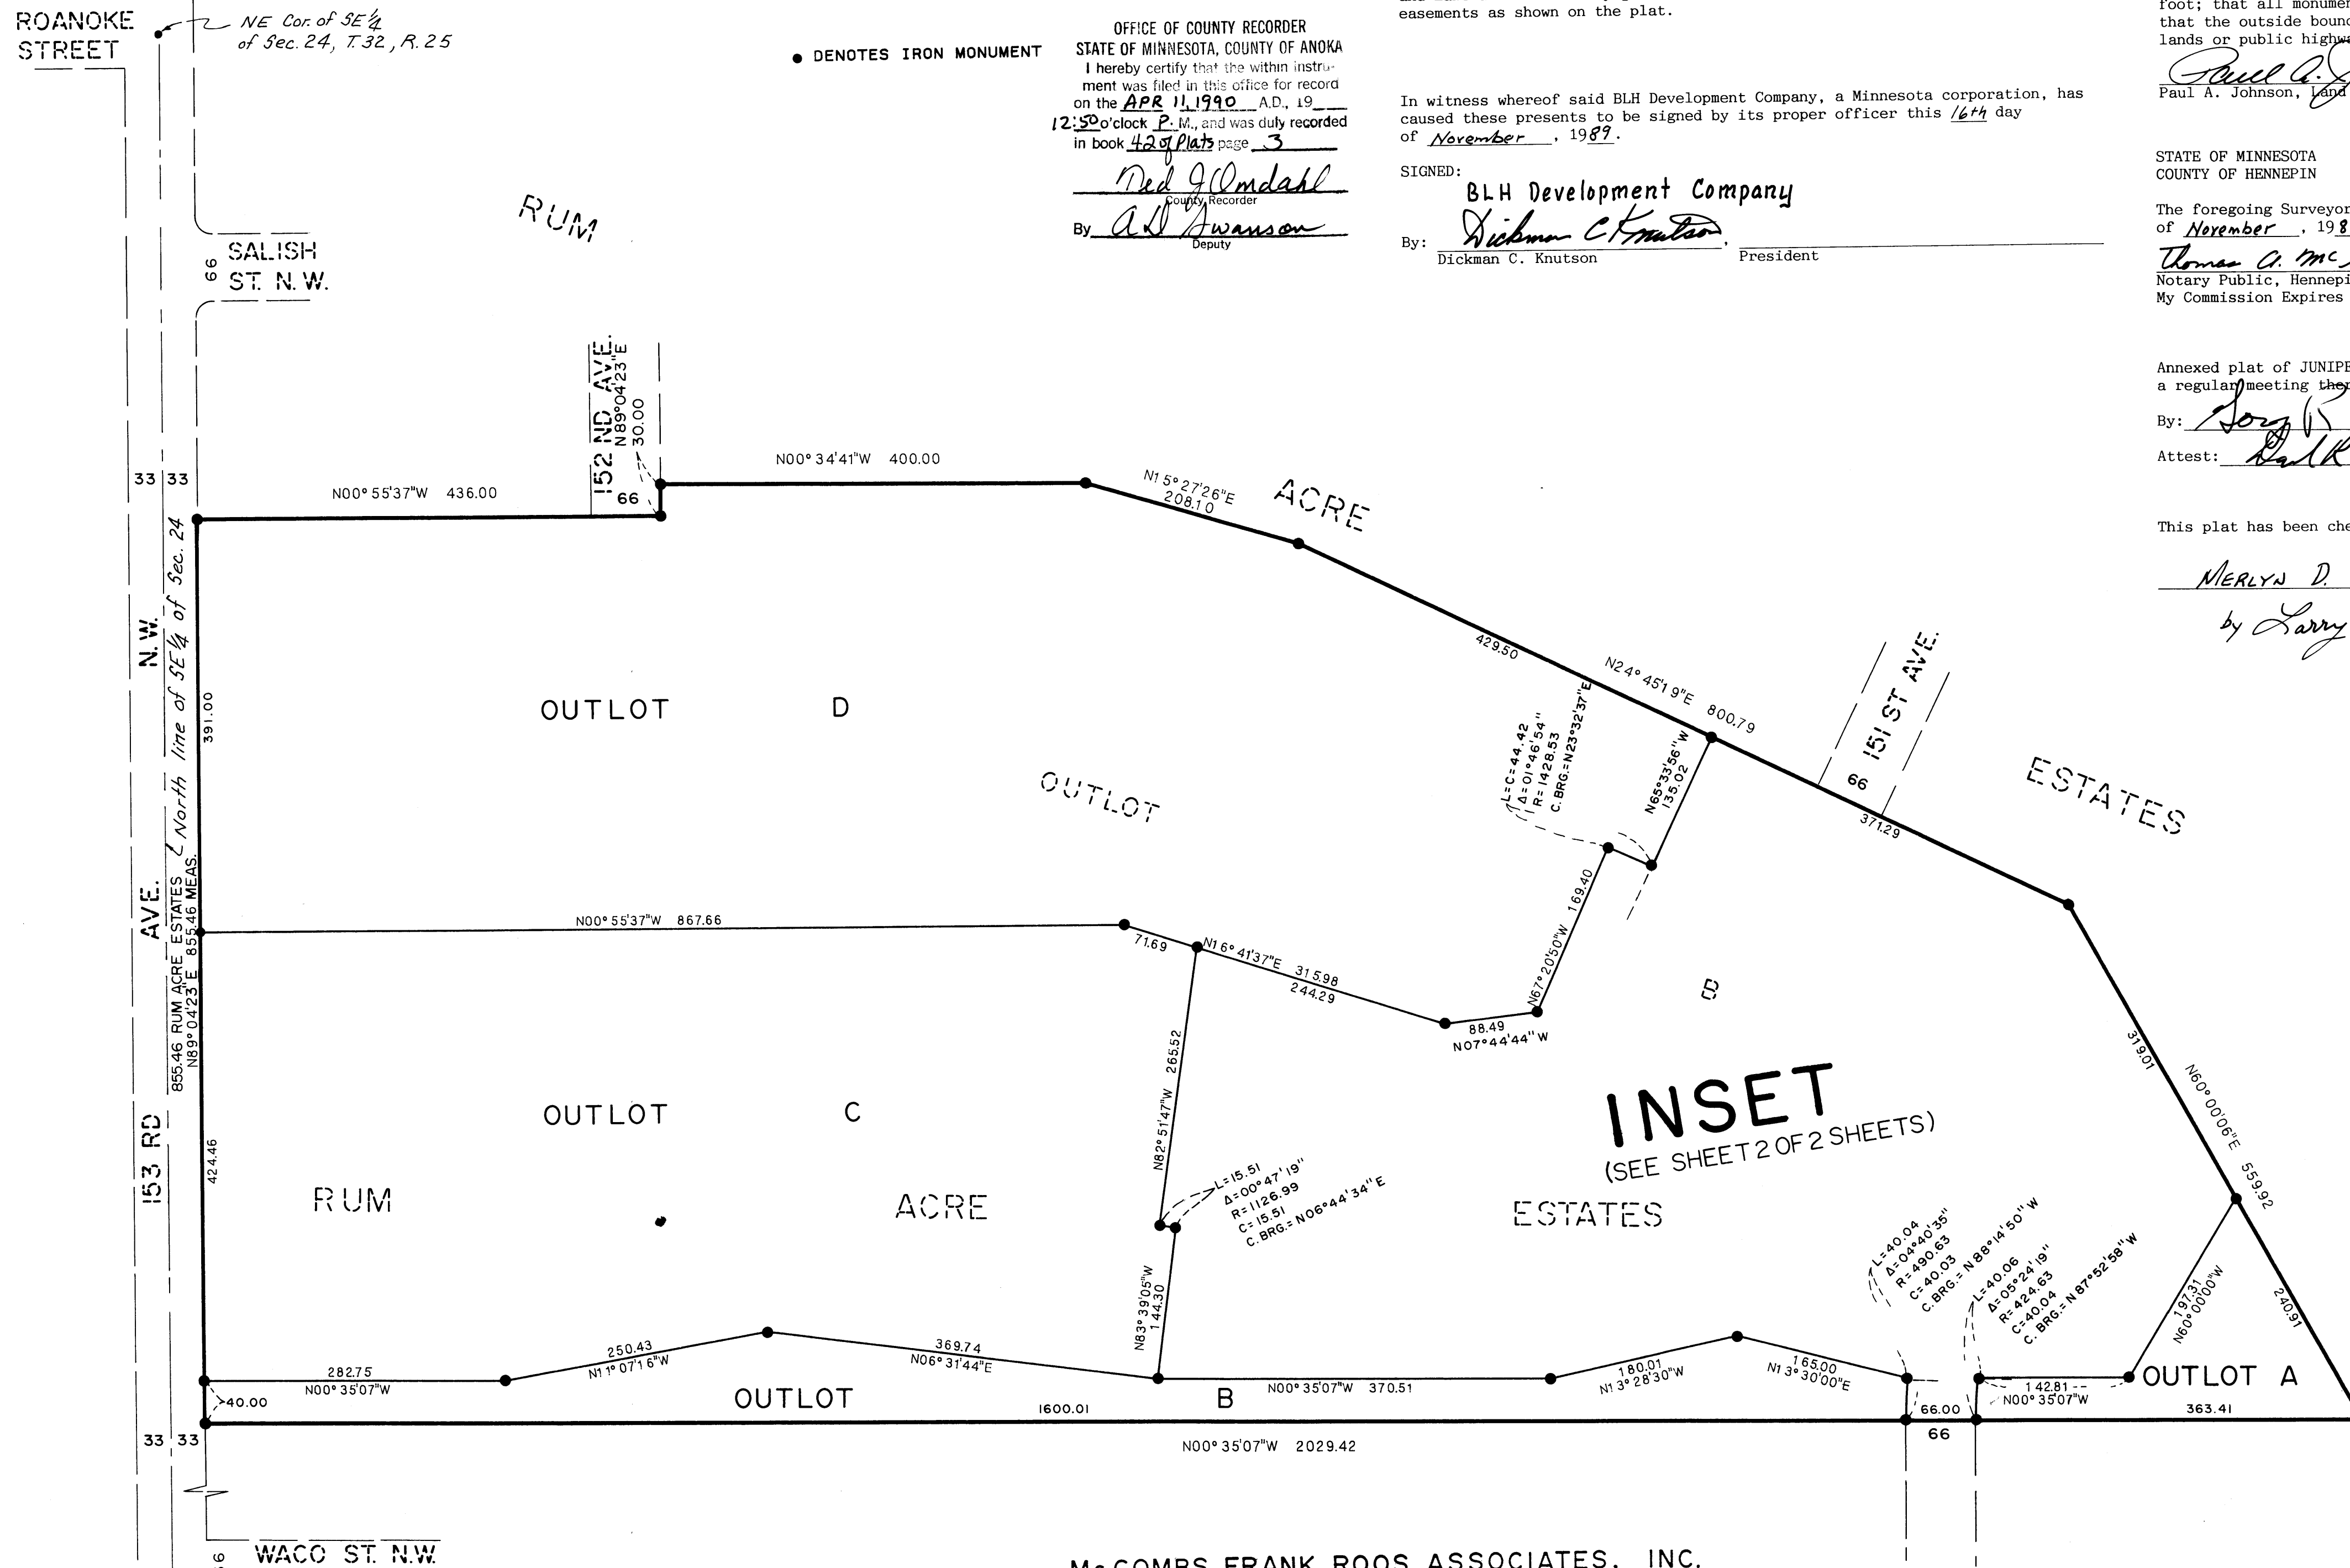 ROANOKE
STREET
NE Cor. of SE 1/4
of Sec. 24, T. 32, R. 25
● DENOTES IRON MONUMENT
OFFICE OF COUNTY RECORDER
STATE OF MINNESOTA, COUNTY OF ANOKA
I hereby certify that the within instru-
ment was filed in this office for record
on the APR 11, 1990 A.D., 19
12:50 o'clock P. M., and was duly recorded
in book 42 of Plats page 3
Ted J Omdahl
County Recorder
By A D Swanson
Deputy
easements as shown on the plat.
In witness whereof said BLH Development Company, a Minnesota corporation, has
caused these presents to be signed by its proper officer this 16th day
of November, 1989.
SIGNED:
BLH Development Company
By: Dickman C Knutson,
Dickman C. Knutson President
foot; that all monumen
that the outside bound
lands or public highwa
Paul A. J
Paul A. Johnson, Land
STATE OF MINNESOTA
COUNTY OF HENNEPIN
The foregoing Surveyor
of November, 198
Thomas A. Mc
Notary Public, Hennepi
My Commission Expires
Annexed plat of JUNIPE
a regular meeting there
By:
Attest:
This plat has been che
MERLYN D.
by Larry
RUM
66
SALISH
ST. N.W.
152 ND AVE.
N89°04'23"E
30.00
66
33 33
N00°55'37"W 436.00
N00°34'41"W 400.00
N15°27'26"E
208.10
ACRE
429.50
N24°45'19"E 800.79
151 ST AVE.
66
371.29
ESTATES
N.W.
North line of SE 1/4 of Sec. 24
391.00
OUTLOT D
OUTLOT
L=C=44.42
Δ=01°46'54"
R=1428.53
C. BRG.=N23°32'37"E
N65°33'56"W
135.02
AVE.
855.46 RUM ACRE ESTATES
N89°04'23"E 855.46 MEAS.
N00°55'37"W 867.66
71.69
N16°41'37"E 315.98
244.29
88.49
N07°44'44"W
N67°20'50"W 169.40
B
319.01
N60°00'06"E 559.92
240.91
INSET
(SEE SHEET 2 OF 2 SHEETS)
153 RD
424.46
OUTLOT C
RUM ACRE ESTATES
N82°51'47"W 265.52
L=15.51
Δ=00°47'19"
R=1126.99
C=15.51
C. BRG.=N06°44'34"E
N83°39'05"W
144.30
L=40.04
Δ=04°40'35"
R=490.63
C=40.03
C. BRG.=N88°14'50"W
L=40.06
Δ=05°24'19"
R=424.63
C=40.04
C. BRG.=N87°52'58"W
197.31
N60°00'00"W
282.75
N00°35'07"W
250.43
N11°07'16"W
369.74
N06°31'44"E
N00°35'07"W 370.51
180.01
N13°28'30"W
165.00
N13°30'00"E
142.81
N00°35'07"W
OUTLOT A
40.00
OUTLOT B
1600.01
66.00
363.41
33 33
N00°35'07"W 2029.42
66
WACO ST. N.W.
McCOMBS FRANK ROOS ASSOCIATES, INC.